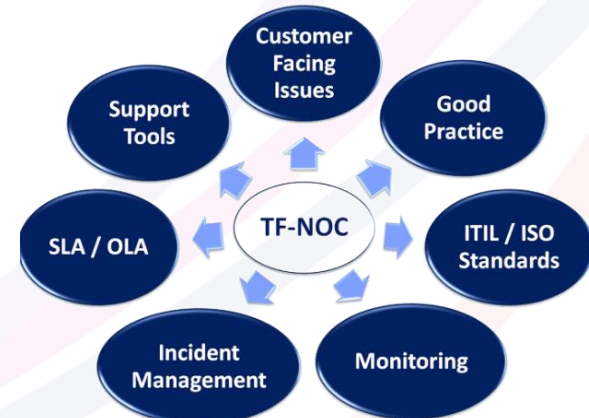 Customer
Facing
Issues
Support
Tools
Good
Practice
TF-NOC
SLA / OLA
ITIL / ISO
Standards
Incident
Management
Monitoring